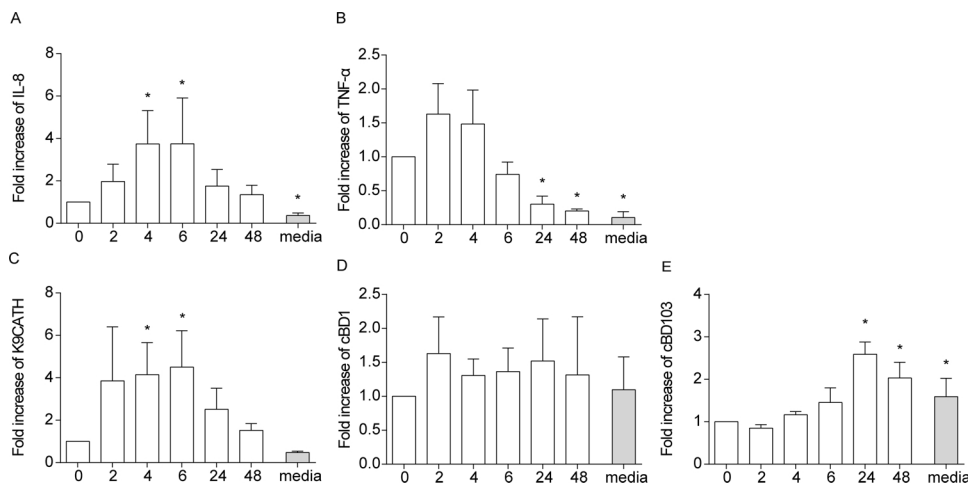 A
Fold increase of IL-8
8
6
4
2
0
* * *
0 2 4 6 24 48 media
B
Fold increase of TNF-α
2.5
2.0
1.5
1.0
0.5
0.0
* * *
0 2 4 6 24 48 media
C
Fold increase of K9CATH
8
6
4
2
0
* *
0 2 4 6 24 48 media
D
Fold increase of cBD1
2.5
2.0
1.5
1.0
0.5
0.0
0 2 4 6 24 48 media
E
Fold increase of cBD103
4
3
2
1
0
* * *
0 2 4 6 24 48 media